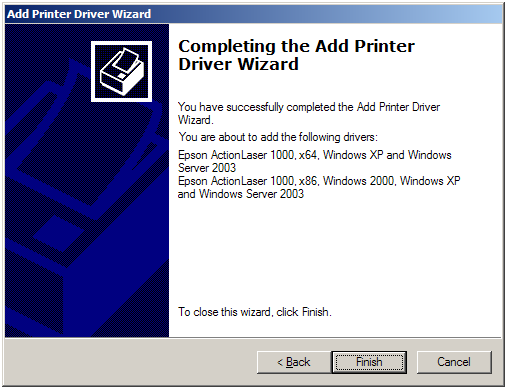 Add Printer Driver Wizard
Completing the Add Printer
Driver Wizard
You have successfully completed the Add Printer Driver
Wizard.
You are about to add the following drivers:
Epson ActionLaser 1000, x64, Windows XP and Windows
Server 2003
Epson ActionLaser 1000, x86, Windows 2000, Windows XP
and Windows Server 2003
To close this wizard, click Finish.
< Back
Finish
Cancel